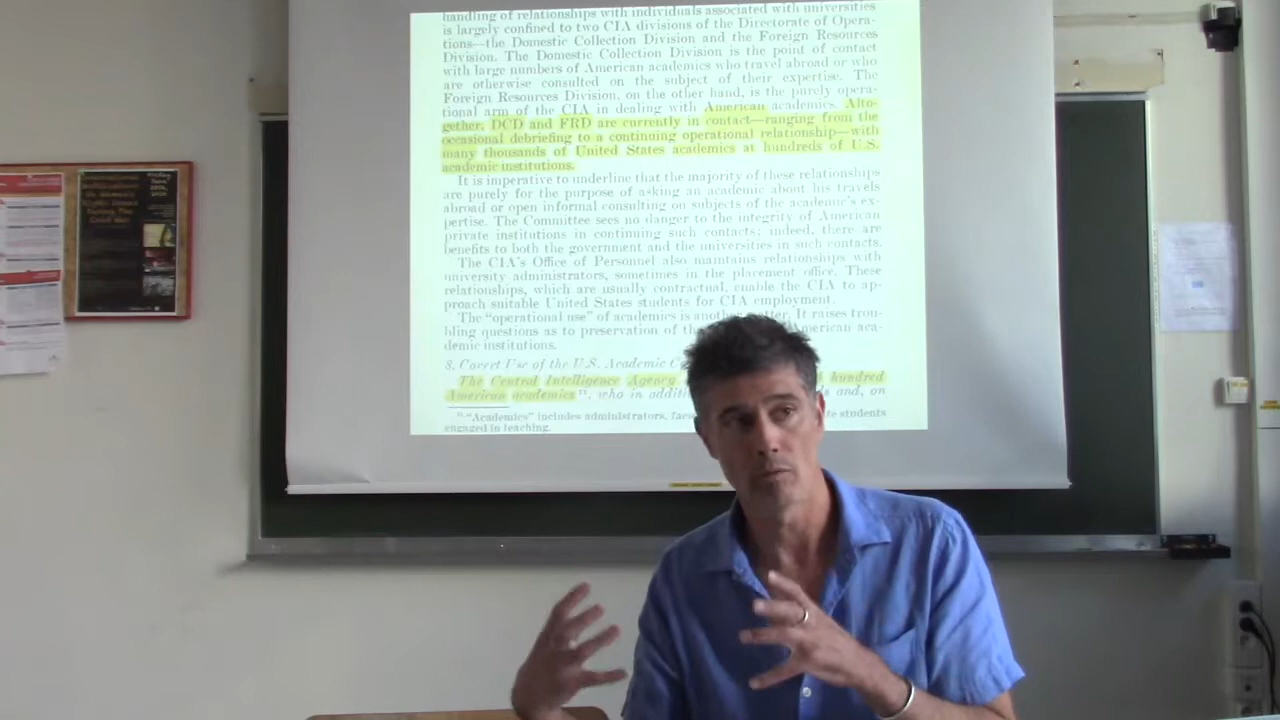 handling of relationships with individuals associated with universities
is largely confined to two CIA divisions of the Directorate of Opera-
tions—the Domestic Collection Division and the Foreign Resources
Division. The Domestic Collection Division is the point of contact
with large numbers of American academics who travel abroad or who
are otherwise consulted on the subject of their expertise. The
Foreign Resources Division, on the other hand, is the purely opera-
tional arm of the CIA in dealing with American academics. Alto-
gether, DCD and FRD are currently in contact—ranging from the
occasional debriefing to a continuing operational relationship—with
many thousands of United States academics at hundreds of U.S.
academic institutions.
It is imperative to underline that the majority of these relationships
are purely for the purpose of asking an academic about his travels
abroad or open informal consulting on subjects of the academic's ex-
pertise. The Committee sees no danger to the integrity of American
private institutions in continuing such contacts; indeed, there are
benefits to both the government and the universities in such contacts.
The CIA's Office of Personnel also maintains relationships with
university administrators, sometimes in the placement office. These
relationships, which are usually contractual, enable the CIA to ap-
proach suitable United States students for CIA employment.
The "operational use" of academics is another matter. It raises trou-
bling questions as to preservation of the American aca-
demic institutions.
8. Covert Use of the U.S. Academic
The Central Intelligence Agency hundred
American academics, who in and, on
"Academics" includes administrators, students
engaged in teaching.